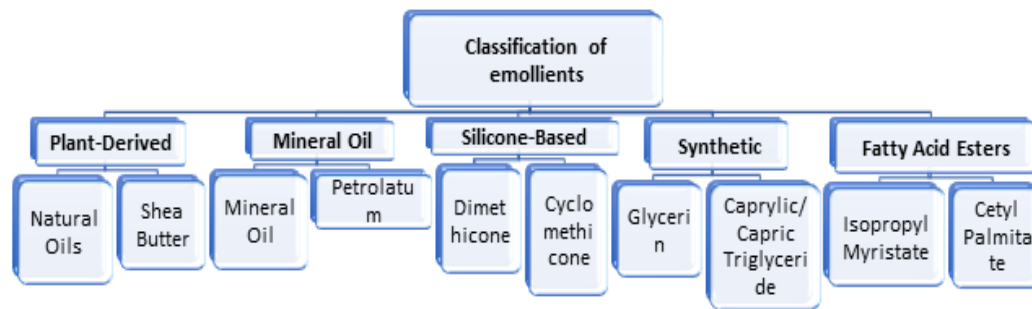 Classification of
emollients
Plant-Derived
Mineral Oil
Silicone-Based
Synthetic
Fatty Acid Esters
Natural
Oils
Shea
Butter
Mineral
Oil
Petrolatu
m
Dimet
hicone
Cyclo
methi
cone
Glyceri
n
Caprylic/
Capric
Triglyceri
de
Isopropyl
Myristate
Cetyl
Palmita
te